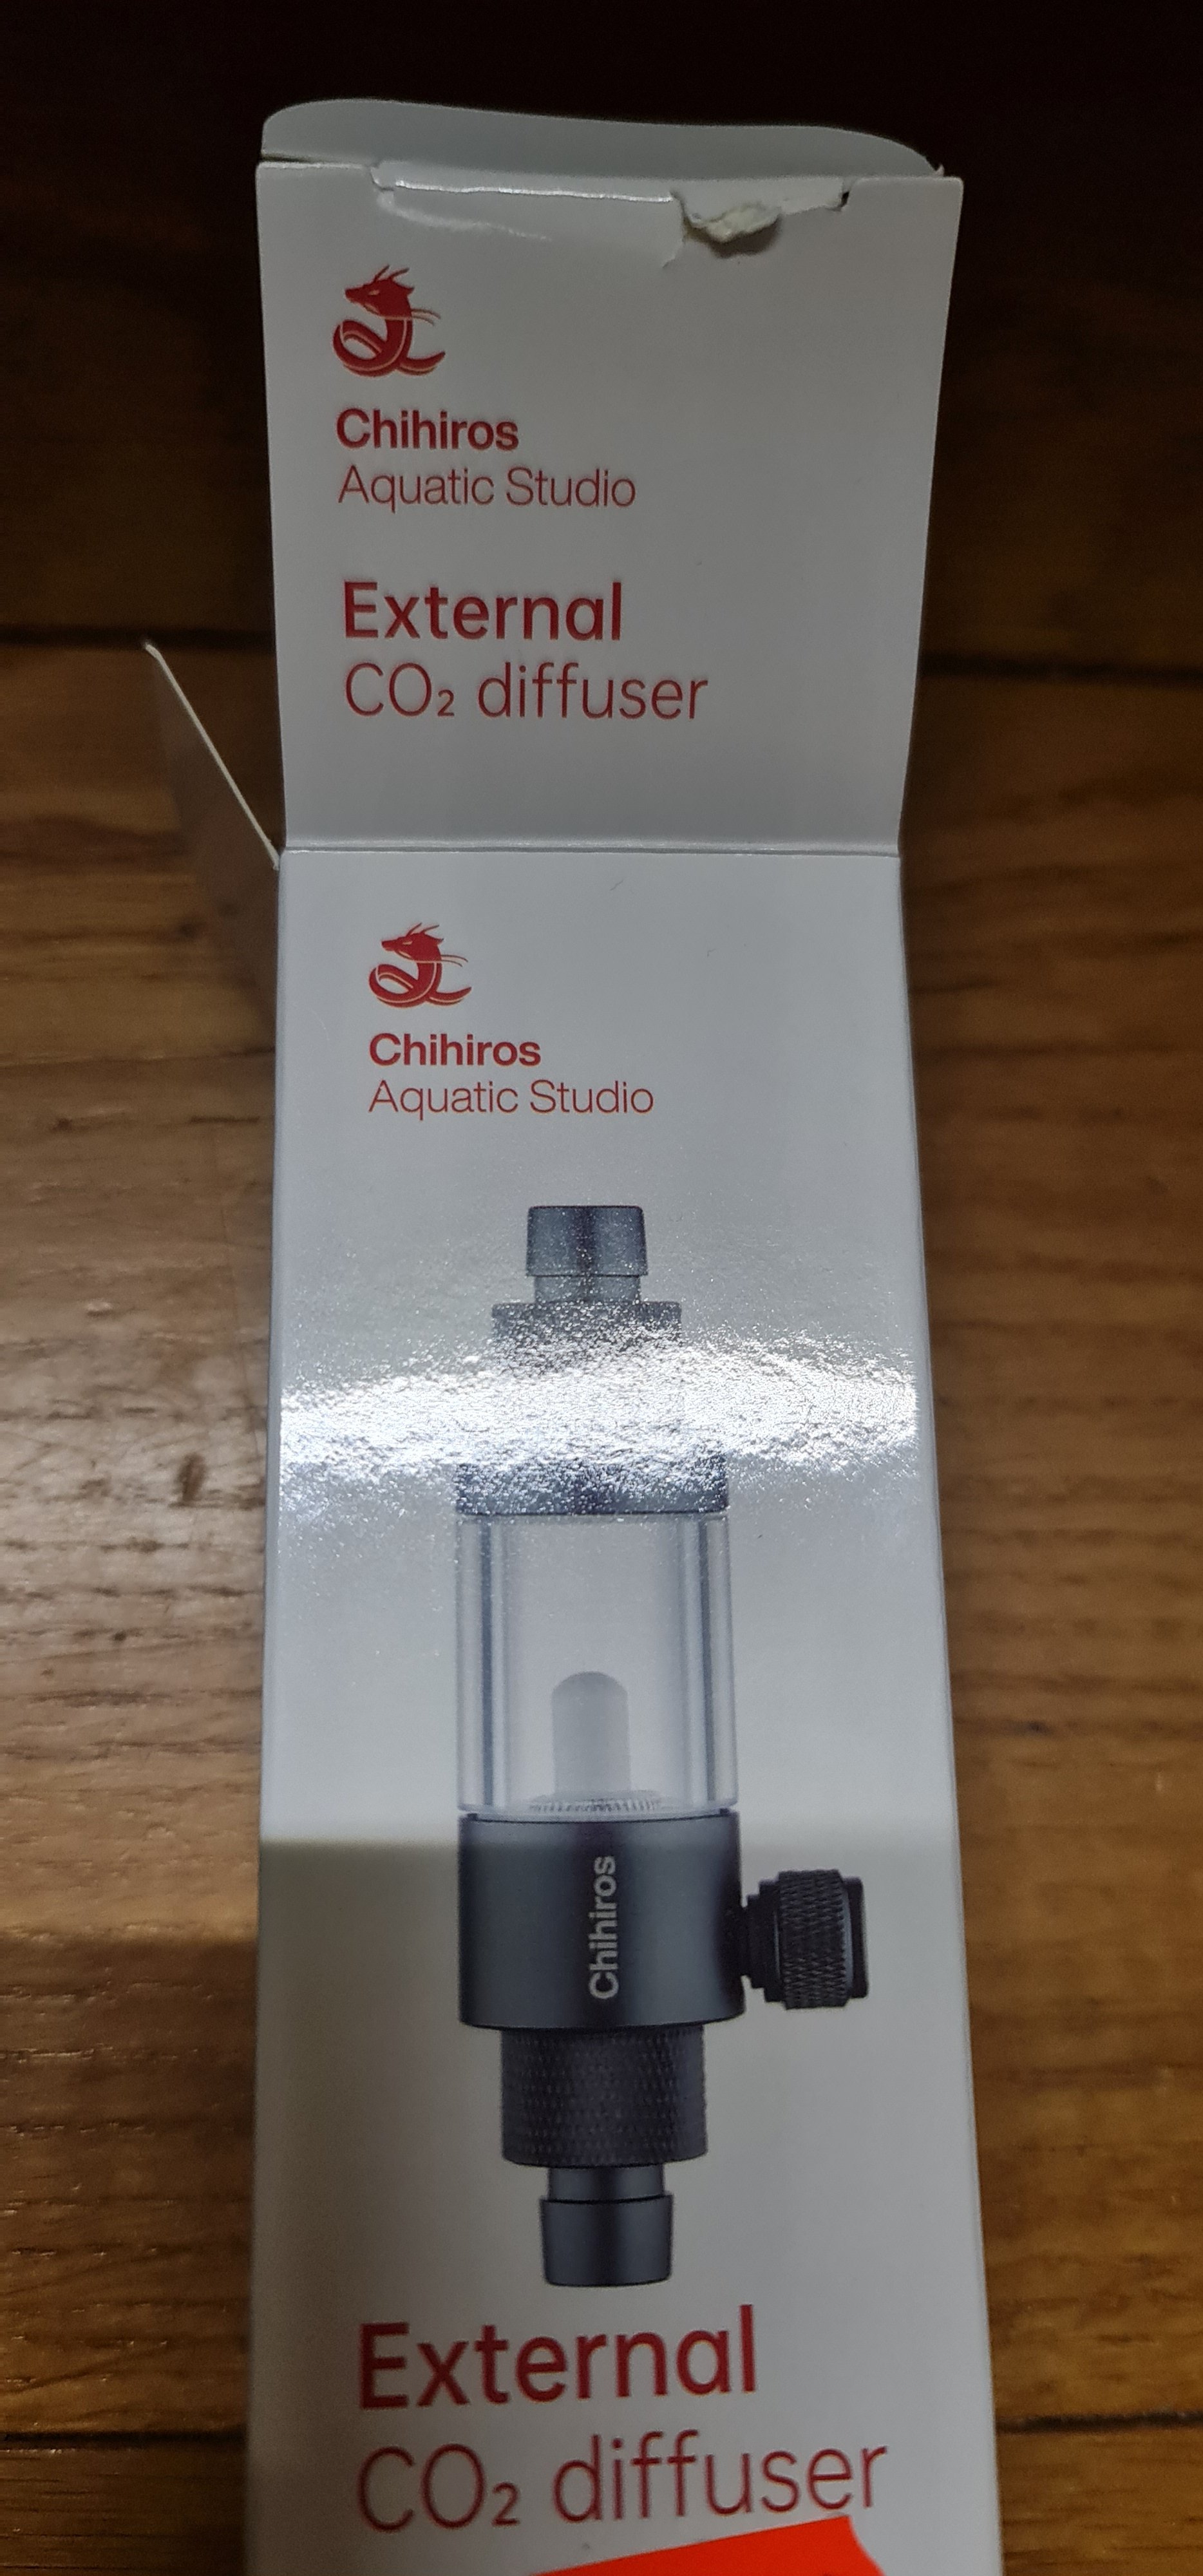 Chihiros
Aquatic Studio
External
CO₂ diffuser
Chihiros
Aquatic Studio
Chihiros
External
CO₂ diffuser